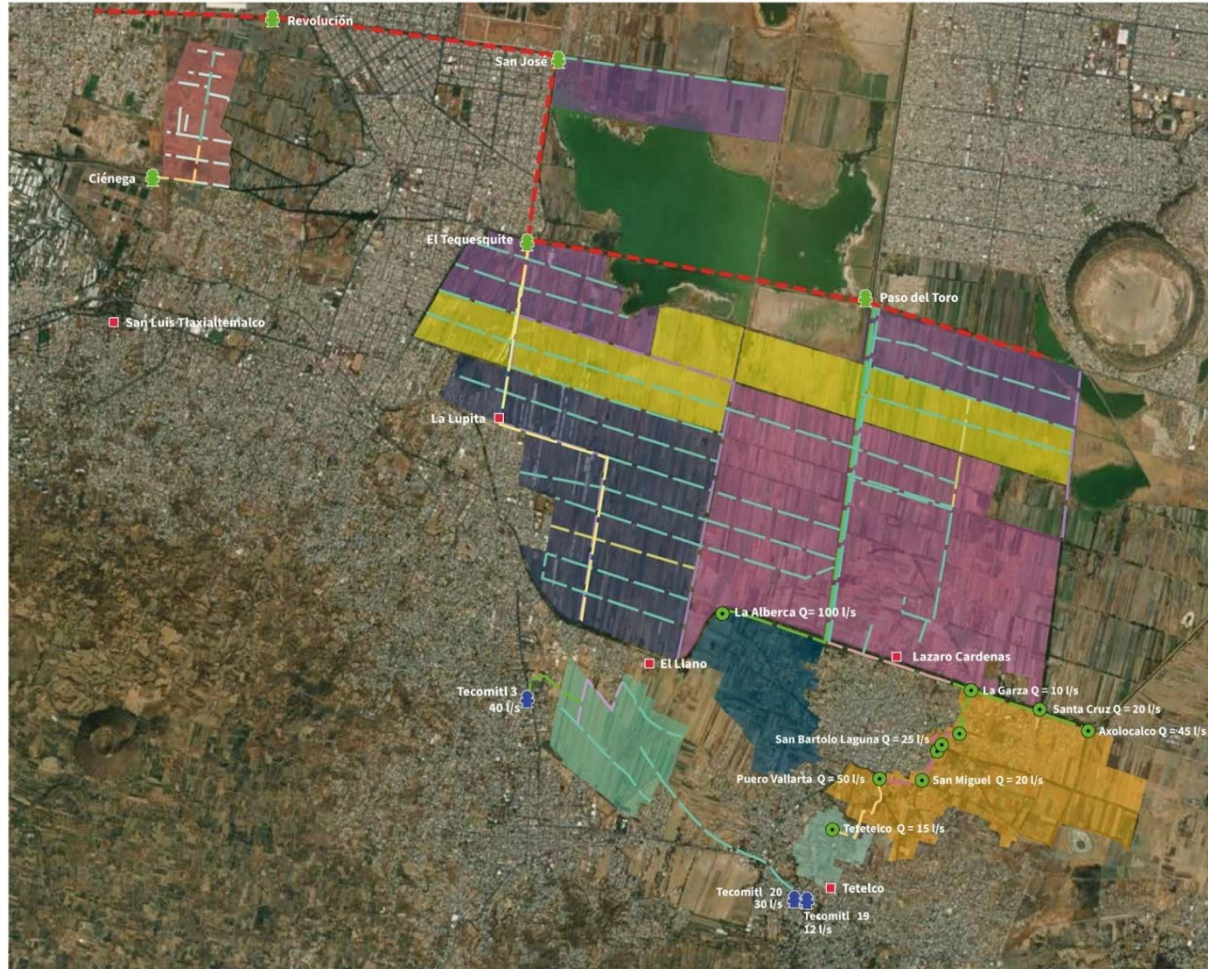 Revolución
San José
Ciénega
El Tequesquite
Paso del Toro
San Luis Tlaxialtemalco
La Lupita
La Alberca Q= 100 l/s
El Llano
Lazaro Cardenas
Tecomitl 3
40 l/s
La Garza Q = 10 l/s
Santa Cruz Q = 20 l/s
Axolocalco Q = 45 l/s
San Bartolo Laguna Q = 25 l/s
Puero Vallarta Q = 50 l/s
San Miguel Q = 20 l/s
Tetetelco Q = 15 l/s
Tetelco
Tecomitl 20
30 l/s
Tecomitl 19
12 l/s